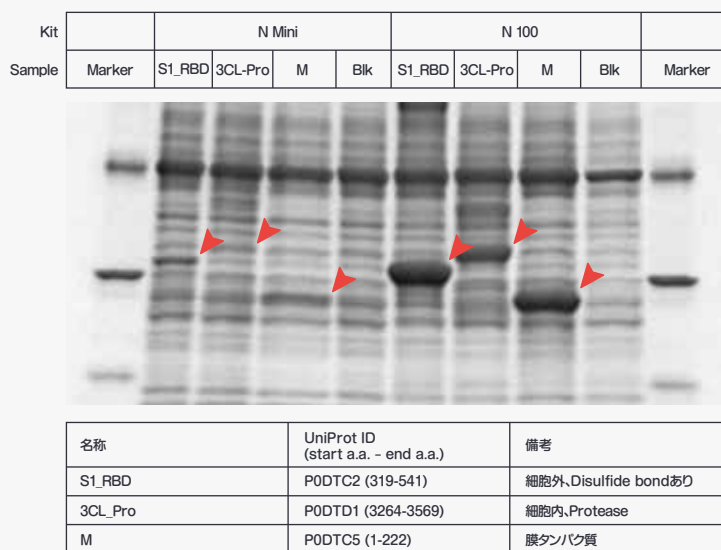 Kit N Mini N 100
Sample Marker S1_RBD 3CL-Pro M Blk S1_RBD 3CL-Pro M Blk Marker
名称 UniProt ID (start a.a. - end a.a.) 備考
S1_RBD P0DTC2 (319-541) 細胞外、Disulfide bondあり
3CL_Pro P0DTD1 (3264-3569) 細胞内、Protease
M P0DTC5 (1-222) 膜タンパク質